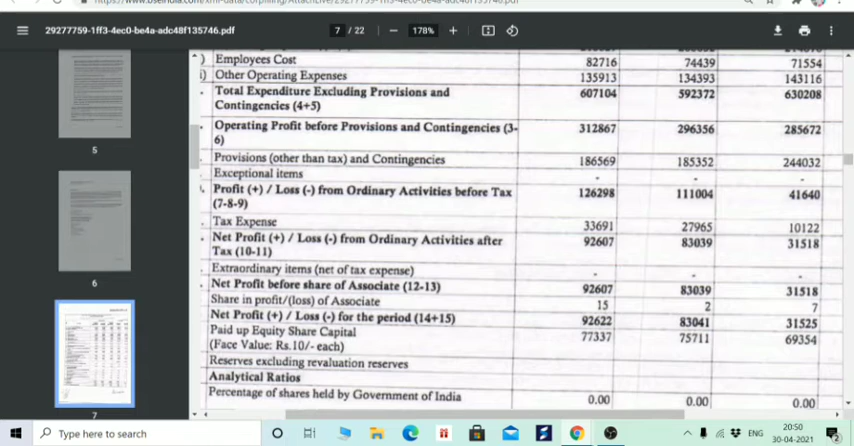 29277759-1ff3-4ec0-be4a-adc48f135746.pdf 7 / 22 178%
) Employees Cost 82716 74439 71554
i) Other Operating Expenses 135913 134393 143116
Total Expenditure Excluding Provisions and 607104 592372 630208
Contingencies (4+5)
Operating Profit before Provisions and Contingencies (3- 312867 296356 285672
6)
Provisions (other than tax) and Contingencies 186569 185352 244032
Exceptional items - - -
Profit (+) / Loss (-) from Ordinary Activities before Tax 126298 111004 41640
(7-8-9)
Tax Expense 33691 27965 10122
Net Profit (+) / Loss (-) from Ordinary Activities after 92607 83039 31518
Tax (10-11)
Extraordinary items (net of tax expense) - - -
Net Profit before share of Associate (12-13) 92607 83039 31518
Share in profit/(loss) of Associate 15 2 7
Net Profit (+) / Loss (-) for the period (14+15) 92622 83041 31525
Paid up Equity Share Capital 77337 75711 69354
(Face Value: Rs.10/- each)
Reserves excluding revaluation reserves
Analytical Ratios
Percentage of shares held by Government of India 0.00 0.00 0.00
5
6
7
Type here to search ENG 20:50
30-04-2021 2